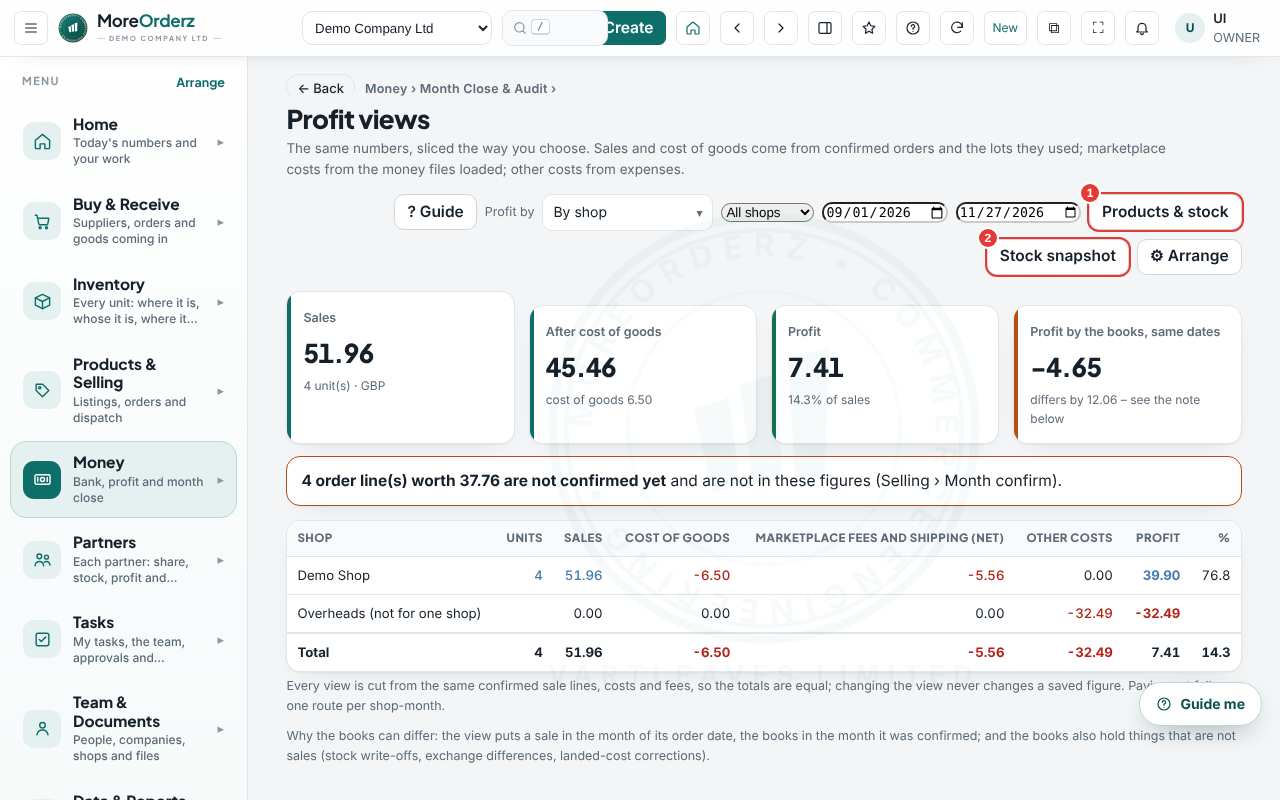 MoreOrderz
— DEMO COMPANY LTD —
Demo Company Ltd
/
Create
New
U
UI
OWNER
MENU
Arrange
Home
Today's numbers and
your work
Buy & Receive
Suppliers, orders and
goods coming in
Inventory
Every unit: where it is,
whose it is, where it...
Products &
Selling
Listings, orders and
dispatch
Money
Bank, profit and month
close
Partners
Each partner: share,
stock, profit and...
Tasks
My tasks, the team,
approvals and...
Team &
Documents
People, companies,
shops and files
← Back
Money › Month Close & Audit ›
Profit views
The same numbers, sliced the way you choose. Sales and cost of goods come from confirmed orders and the lots they used; marketplace
costs from the money files loaded; other costs from expenses.
? Guide
Profit by
By shop
All shops
09/01/2026
11/27/2026
1
Products & stock
2
Stock snapshot
⚙ Arrange
Sales
51.96
4 unit(s) · GBP
After cost of goods
45.46
cost of goods 6.50
Profit
7.41
14.3% of sales
Profit by the books, same dates
−4.65
differs by 12.06 – see the note
below
4 order line(s) worth 37.76 are not confirmed yet and are not in these figures (Selling › Month confirm).
SHOP UNITS SALES COST OF GOODS MARKETPLACE FEES AND SHIPPING (NET) OTHER COSTS PROFIT %
Demo Shop 4 51.96 -6.50 -5.56 0.00 39.90 76.8
Overheads (not for one shop) 0.00 0.00 0.00 -32.49 -32.49
Total 4 51.96 -6.50 -5.56 -32.49 7.41 14.3
Every view is cut from the same confirmed sale lines, costs and fees, so the totals are equal; changing the view never changes a saved figure.
one route per shop-month.
Guide me
Why the books can differ: the view puts a sale in the month of its order date, the books in the month it was confirmed; and the books also hold things that are not
sales (stock write-offs, exchange differences, landed-cost corrections).